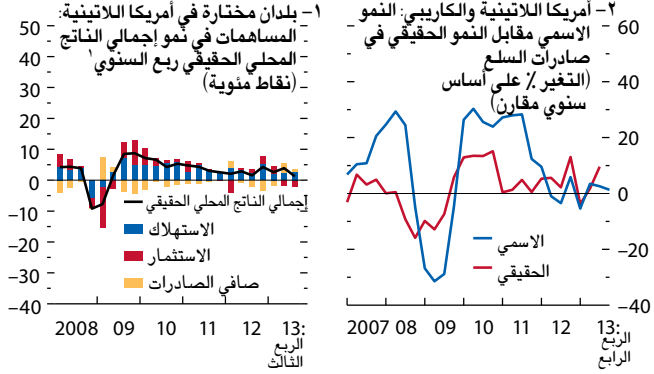 ١- بلدان مختارة في أمريكا اللاتينية:
المساهمات في نمو إجمالي الناتج
المحلي الحقيقي ربع السنوي١
(نقاط مئوية)
50
40
30
20
10
0
–10
–20
–30
–40
إجمالي الناتج المحلي الحقيقي
الاستهلاك
الاستثمار
صافي الصادرات
2008 09 10 11 12 13:
الربع
الثالث
٢- أمريكا اللاتينية والكاريبي: النمو
الاسمي مقابل النمو الحقيقي في
صادرات السلع
(التغير ٪ على أساس
سنوي مقارن)
60
40
20
0
–20
–40
الاسمي
الحقيقي
2007 08 09 10 11 12 13:
الربع
الرابع